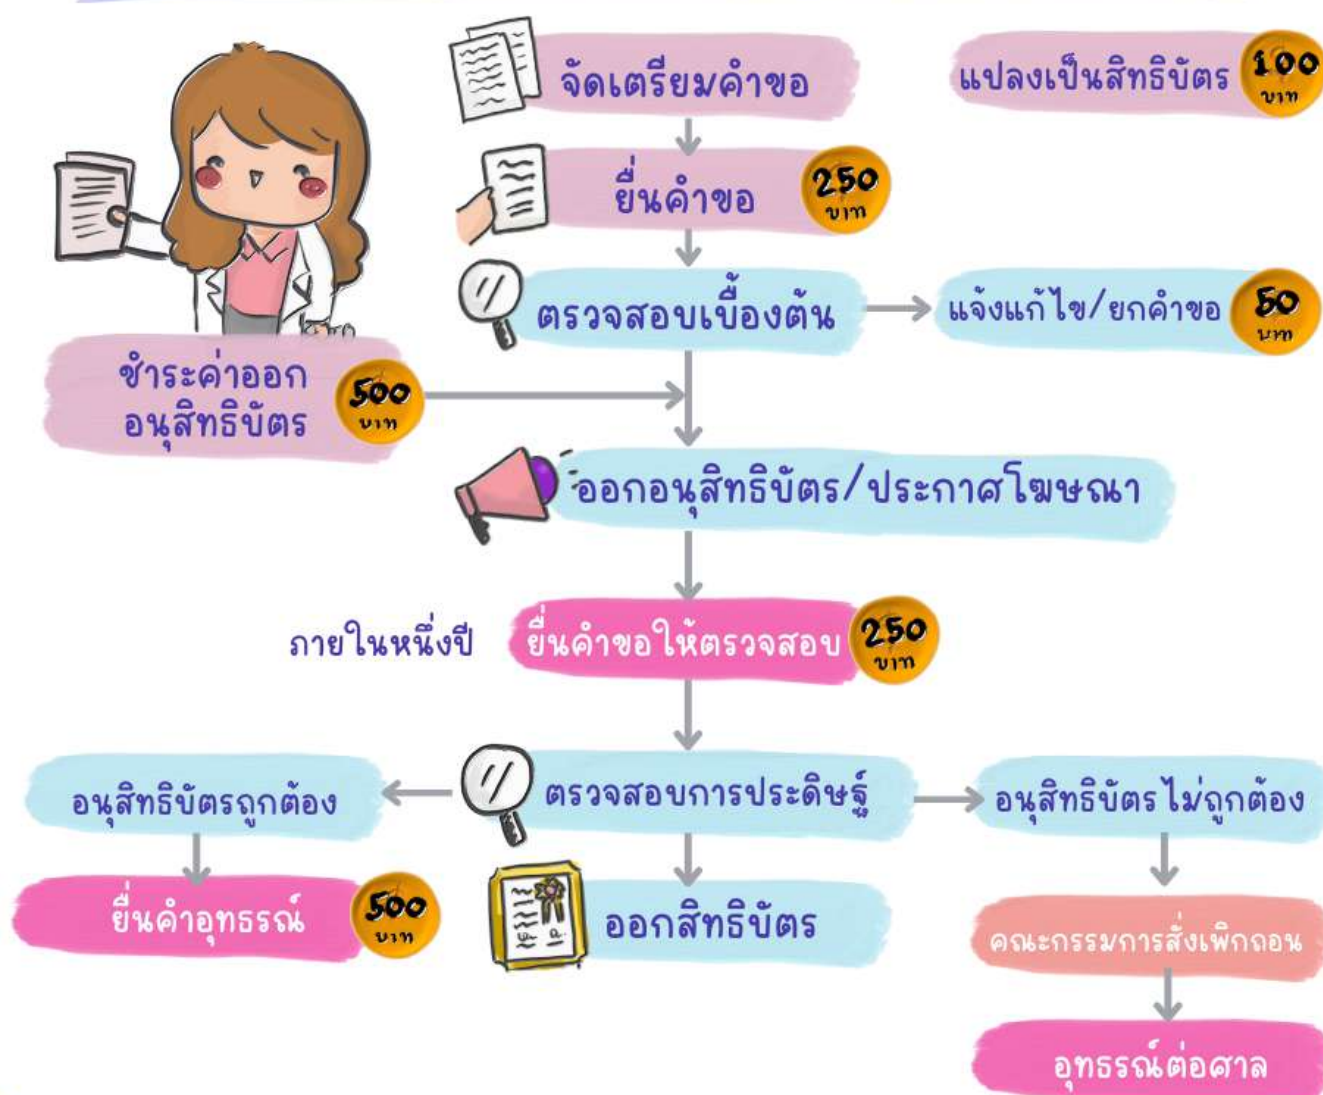 จัดเตรียมคำขอ
แปลงเป็นสิทธิบัตร 100 บาท
ยื่นคำขอ 250 บาท
ตรวจสอบเบื้องต้น
แจ้งแก้ไข/ยกคำขอ 50 บาท
ชำระค่าออก
อนุสิทธิบัตร 500 บาท
ออกอนุสิทธิบัตร/ประกาศโฆษณา
ภายในหนึ่งปี
ยื่นคำขอให้ตรวจสอบ 250 บาท
อนุสิทธิบัตรถูกต้อง
ตรวจสอบการประดิษฐ์
อนุสิทธิบัตรไม่ถูกต้อง
ยื่นคำอุทธรณ์ 500 บาท
ออกสิทธิบัตร
คณะกรรมการสั่งเพิกถอน
อุทธรณ์ต่อศาล